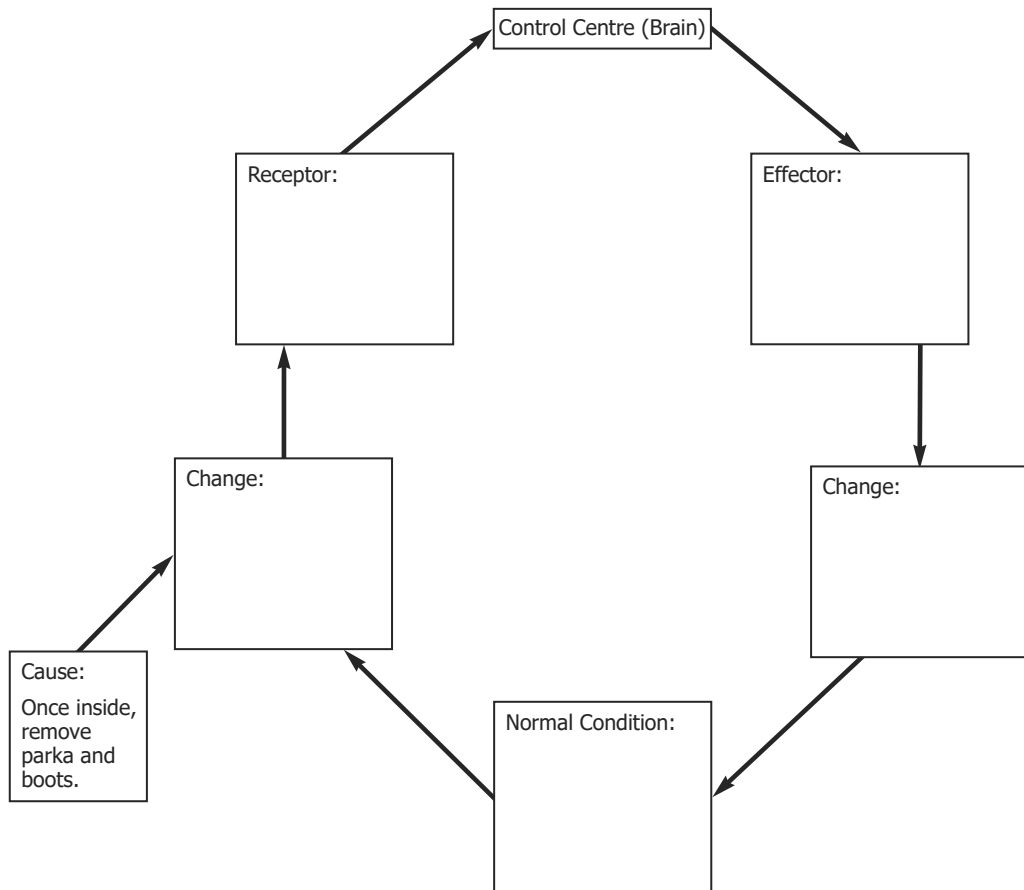 Control Centre (Brain)
Receptor:
Effector:
Change:
Change:
Cause:
Once inside,
remove
parka and
boots.
Normal Condition: